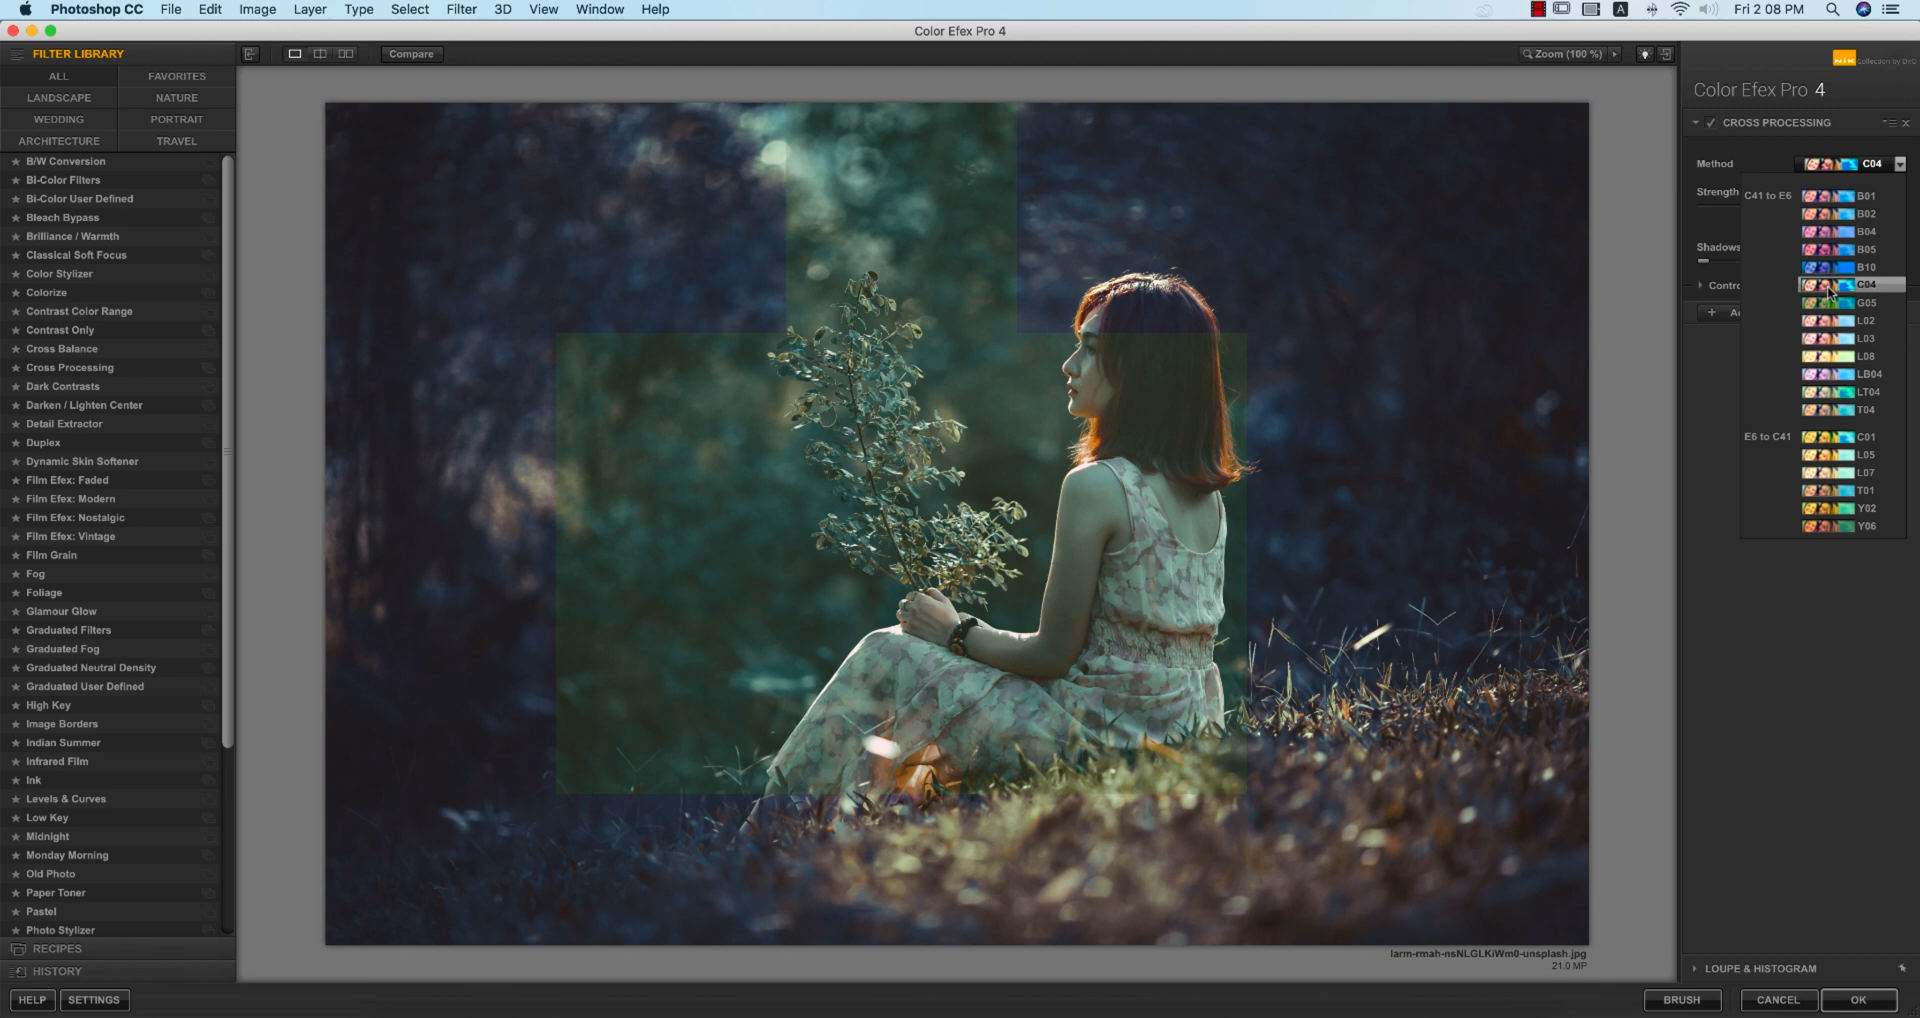 Photoshop CC File Edit Image Layer Type Select Filter 3D View Window Help
A Fri 2 08 PM
Color Efex Pro 4
FILTER LIBRARY
Compare
Zoom (100 %)
ALL FAVORITES
LANDSCAPE NATURE
WEDDING PORTRAIT
ARCHITECTURE TRAVEL
B/W Conversion
Bi-Color Filters
Bi-Color User Defined
Bleach Bypass
Brilliance / Warmth
Classical Soft Focus
Color Stylizer
Colorize
Contrast Color Range
Contrast Only
Cross Balance
Cross Processing
Dark Contrasts
Darken / Lighten Center
Detail Extractor
Duplex
Dynamic Skin Softener
Film Efex: Faded
Film Efex: Modern
Film Efex: Nostalgic
Film Efex: Vintage
Film Grain
Fog
Foliage
Glamour Glow
Graduated Filters
Graduated Fog
Graduated Neutral Density
Graduated User Defined
High Key
Image Borders
Indian Summer
Infrared Film
Ink
Levels & Curves
Low Key
Midnight
Monday Morning
Old Photo
Paper Toner
Pastel
Photo Stylizer
RECIPES
HISTORY
HELP SETTINGS
larm-rmah-nsNLGLKiWm0-unsplash.jpg
21.0 MP
Nik Collection by DxO
Color Efex Pro 4
CROSS PROCESSING
Method C04
Strength
Shadows
Contro
+ Ad
C41 to E6 B01
B02
B04
B05
B10
C04
G05
L02
L03
L08
LB04
LT04
T04
E6 to C41 C01
L05
L07
T01
Y02
Y06
LOUPE & HISTOGRAM
BRUSH CANCEL OK